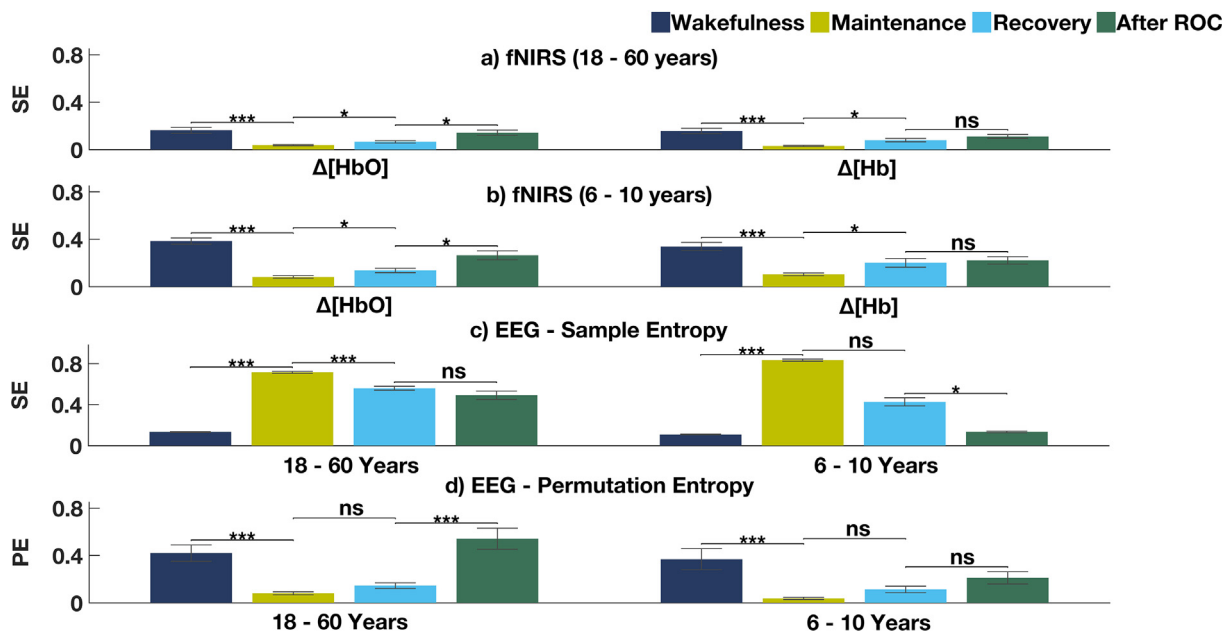 Wakefulness Maintenance Recovery After ROC
a) fNIRS (18 - 60 years)
SE
0.8
0.4
0
*** * *
*** * ns
Δ[HbO] Δ[Hb]
b) fNIRS (6 - 10 years)
SE
0.8
0.4
0
*** * *
*** * ns
Δ[HbO] Δ[Hb]
c) EEG - Sample Entropy
SE
0.8
0.4
0
*** *** ns
*** ns *
18 - 60 Years 6 - 10 Years
d) EEG - Permutation Entropy
PE
0.8
0.4
0
*** ns ***
*** ns ns
18 - 60 Years 6 - 10 Years